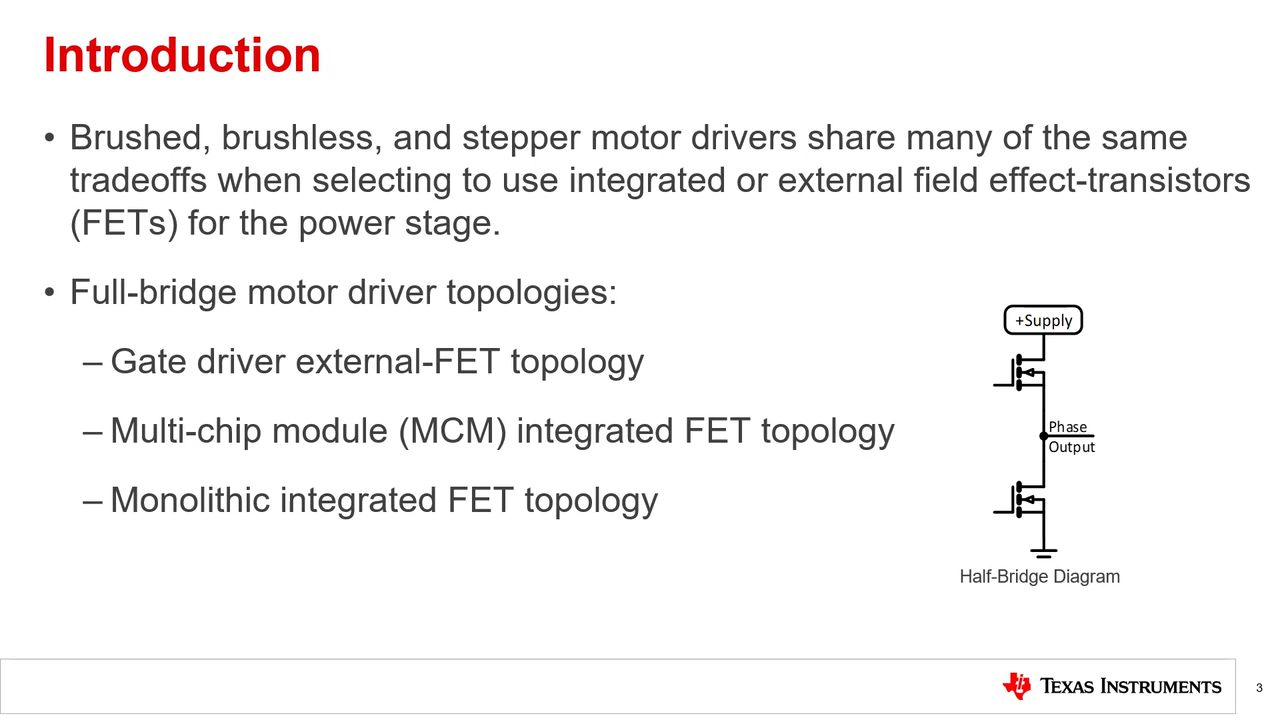 Introduction
• Brushed, brushless, and stepper motor drivers share many of the same
tradeoffs when selecting to use integrated or external field effect-transistors
(FETs) for the power stage.
• Full-bridge motor driver topologies:
– Gate driver external-FET topology
– Multi-chip module (MCM) integrated FET topology
– Monolithic integrated FET topology
+Supply
Phase
Output
Half-Bridge Diagram
TEXAS INSTRUMENTS
3